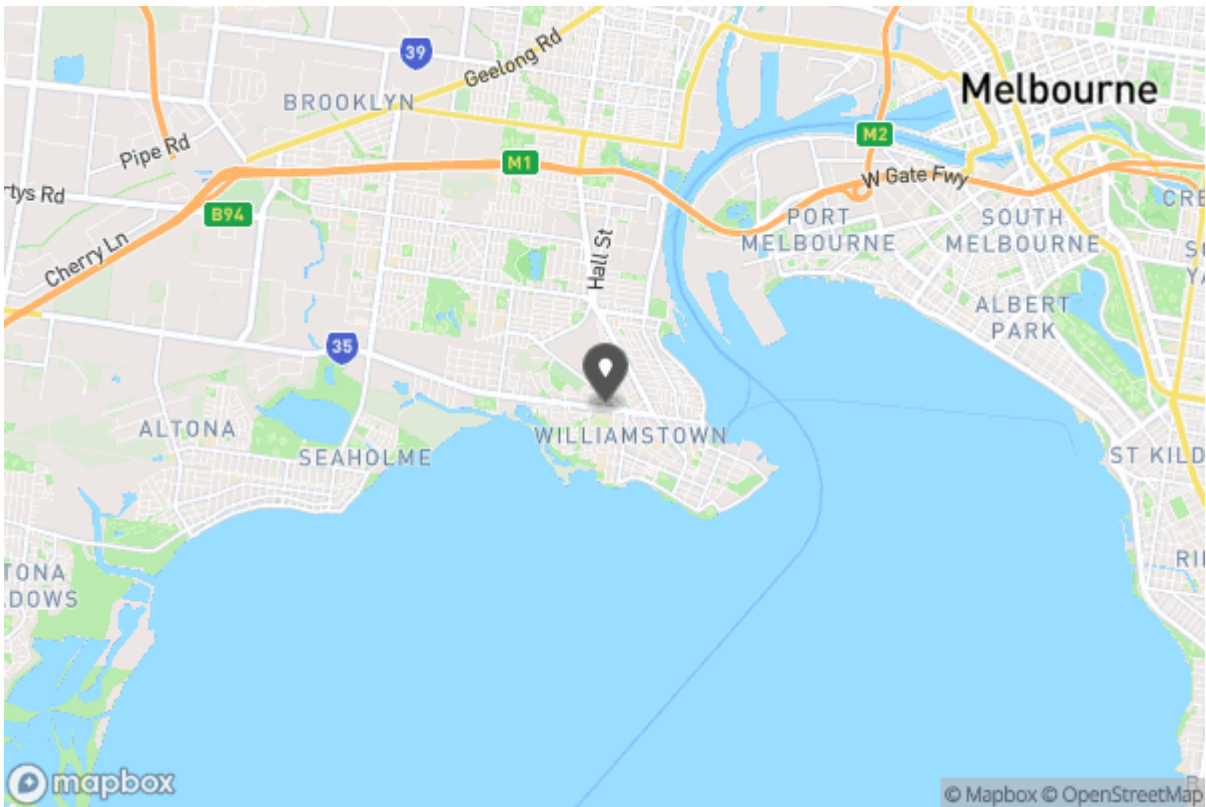 39
Geelong Rd
BROOKLYN
Melbourne
M2
Pipe Rd
M1
W Gate Fwy
rtys Rd
B94
PORT
MELBOURNE
SOUTH
MELBOURNE
CRE
Cherry Ln
Hall St
ALBERT
PARK
35
ALTONA
SEAHOLME
WILLIAMSTOWN
ST KILD
TONA
DOWS
RI
mapbox
© Mapbox © OpenStreetMap